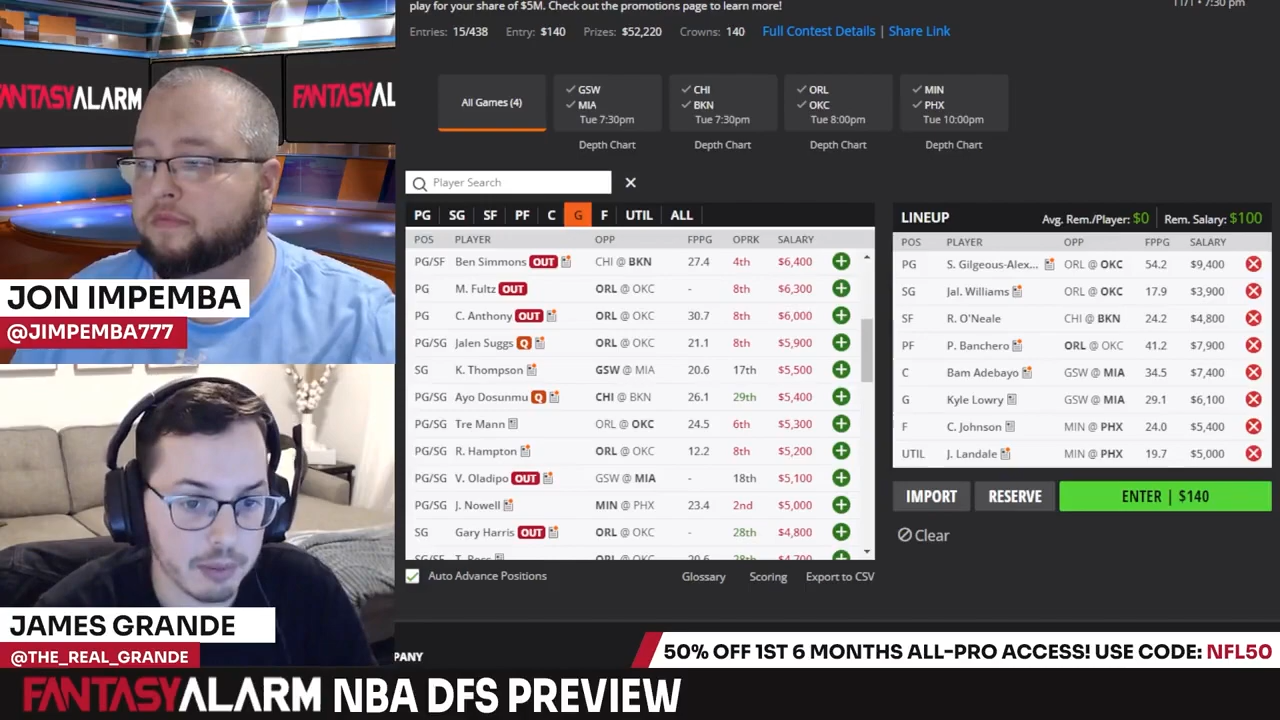 play for your share of $5M. Check out the promotions page to learn more!
11/1 • 7:30 pm
Entries: 15/438 Entry: $140 Prizes: $52,220 Crowns: 140 Full Contest Details | Share Link
All Games (4)
GSW
MIA
Tue 7:30pm
Depth Chart
CHI
BKN
Tue 7:30pm
Depth Chart
ORL
OKC
Tue 8:00pm
Depth Chart
MIN
PHX
Tue 10:00pm
Depth Chart
Player Search
PG SG SF PF C G F UTIL ALL
POS PLAYER OPP FPPG OPRK SALARY
PG/SF Ben Simmons OUT CHI @ BKN 27.4 4th $6,400
PG M. Fultz OUT ORL @ OKC - 8th $6,300
PG C. Anthony OUT ORL @ OKC 30.7 8th $6,000
PG/SG Jalen Suggs Q ORL @ OKC 21.1 8th $5,900
SG K. Thompson GSW @ MIA 20.6 17th $5,500
PG/SG Ayo Dosunmu Q CHI @ BKN 26.1 29th $5,400
PG/SG Tre Mann ORL @ OKC 24.5 6th $5,300
PG/SG R. Hampton ORL @ OKC 12.2 8th $5,200
PG/SG V. Oladipo OUT GSW @ MIA - 18th $5,100
PG/SG J. Nowell MIN @ PHX 23.4 2nd $5,000
SG Gary Harris OUT ORL @ OKC - 28th $4,800
SG/SF T. Ross ORL @ OKC 20.6 28th $4,700
Auto Advance Positions Glossary Scoring Export to CSV
LINEUP Avg. Rem./Player: $0 Rem. Salary: $100
POS PLAYER OPP FPPG SALARY
PG S. Gilgeous-Alex... ORL @ OKC 54.2 $9,400
SG Jal. Williams ORL @ OKC 17.9 $3,900
SF R. O'Neale CHI @ BKN 24.2 $4,800
PF P. Banchero ORL @ OKC 41.2 $7,900
C Bam Adebayo GSW @ MIA 34.5 $7,400
G Kyle Lowry GSW @ MIA 29.1 $6,100
F C. Johnson MIN @ PHX 24.0 $5,400
UTIL J. Landale MIN @ PHX 19.7 $5,000
IMPORT RESERVE ENTER | $140
Clear
FANTASYALARM
FANTASYAL
JON IMPEMBA
@JIMPEMBA777
JAMES GRANDE
@THE_REAL_GRANDE
PANY
50% OFF 1ST 6 MONTHS ALL-PRO ACCESS! USE CODE: NFL50
FANTASYALARM NBA DFS PREVIEW